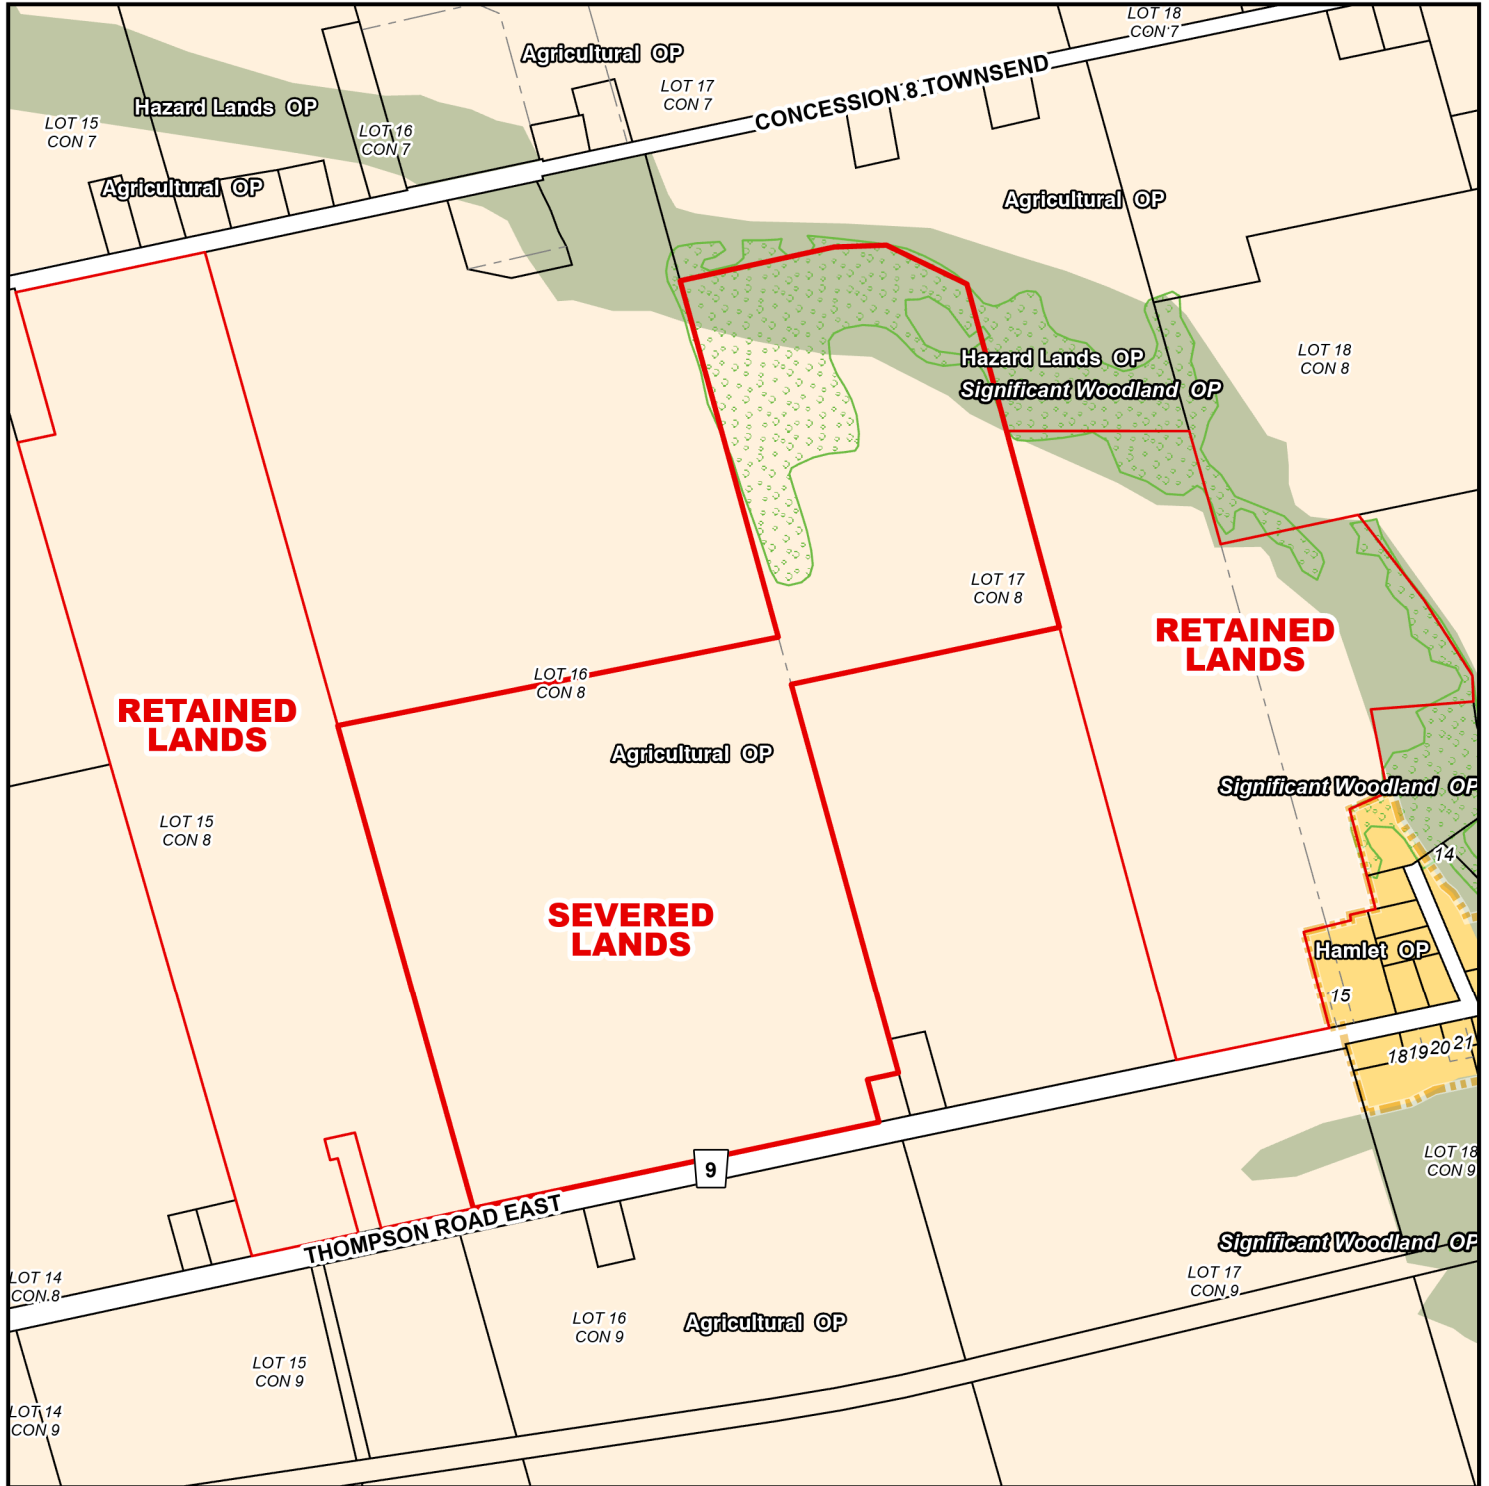 LOT 18
CON 7
Agricultural OP
CONCESSION 8 TOWNSEND
LOT 17
CON 7
Hazard Lands OP
LOT 15
CON 7
LOT 16
CON 7
Agricultural OP
Agricultural OP
Hazard Lands OP
Significant Woodland OP
LOT 18
CON 8
LOT 17
CON 8
RETAINED
LANDS
LOT 16
CON 8
RETAINED
LANDS
Agricultural OP
Significant Woodland OP
LOT 15
CON 8
14
SEVERED
LANDS
Hamlet OP
15
18 19 20 21
9
LOT 18
CON 9
THOMPSON ROAD EAST
Significant Woodland OP
LOT 14
CON 8
LOT 17
CON 9
LOT 16
CON 9
Agricultural OP
LOT 15
CON 9
LOT 14
CON 9